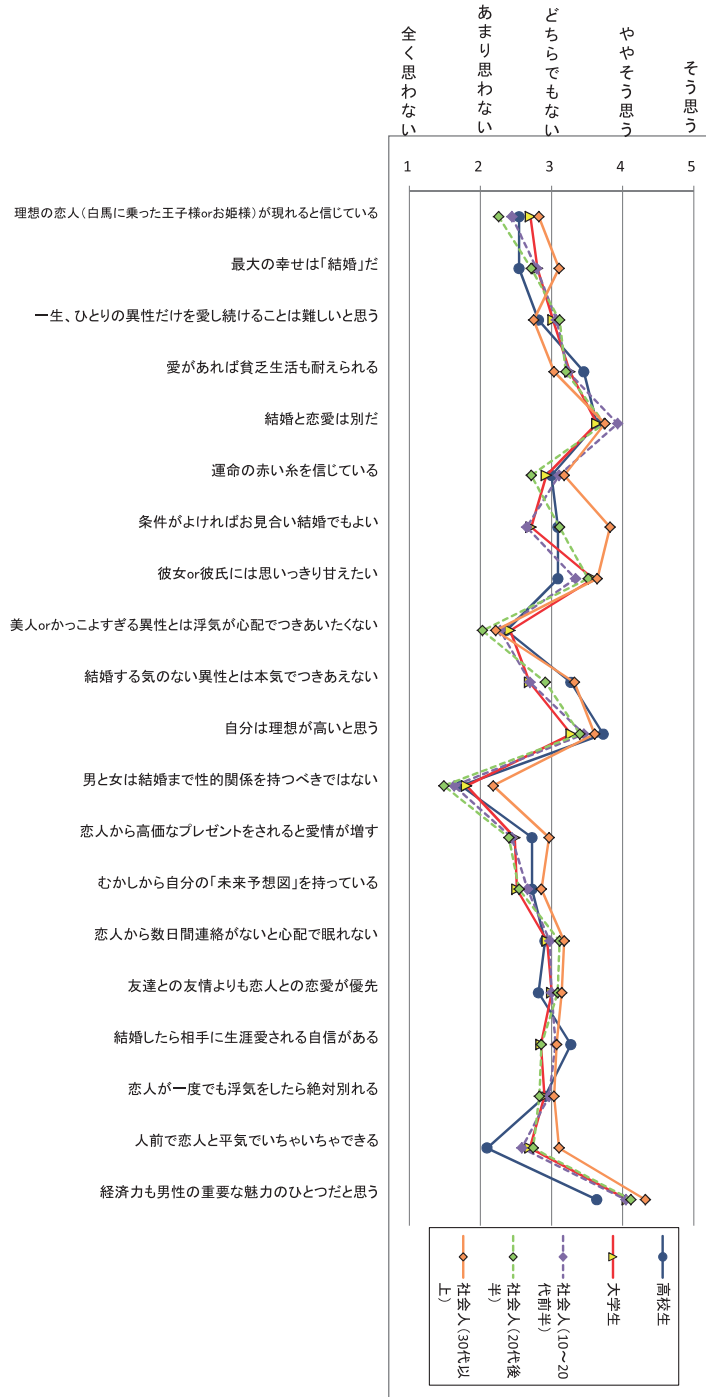 全く思わない
あまり思わない
どちらでもない
ややそう思う
そう思う
1
2
3
4
5
理想の恋人(白馬に乗った王子様orお姫様)が現れると信じている
最大の幸せは「結婚」だ
一生、ひとりの異性だけを愛し続けることは難しいと思う
愛があれば貧乏生活も耐えられる
結婚と恋愛は別だ
運命の赤い糸を信じている
条件がよければお見合い結婚でもよい
彼女or彼氏には思いっきり甘えたい
美人orかっこよすぎる異性とは浮気が心配でつきあいたくない
結婚する気のない異性とは本気でつきあえない
自分は理想が高いと思う
男と女は結婚まで性的関係を持つべきではない
恋人から高価なプレゼントをされると愛情が増す
むかしから自分の「未来予想図」を持っている
恋人から数日間連絡がないと心配で眠れない
友達との友情よりも恋人との恋愛が優先
結婚したら相手に生涯愛される自信がある
恋人が一度でも浮気をしたら絶対別れる
人前で恋人と平気でいちゃいちゃできる
経済力も男性の重要な魅力のひとつだと思う
高校生
大学生
社会人(10～20
代前半)
社会人(20代後
半)
社会人(30代以
上)